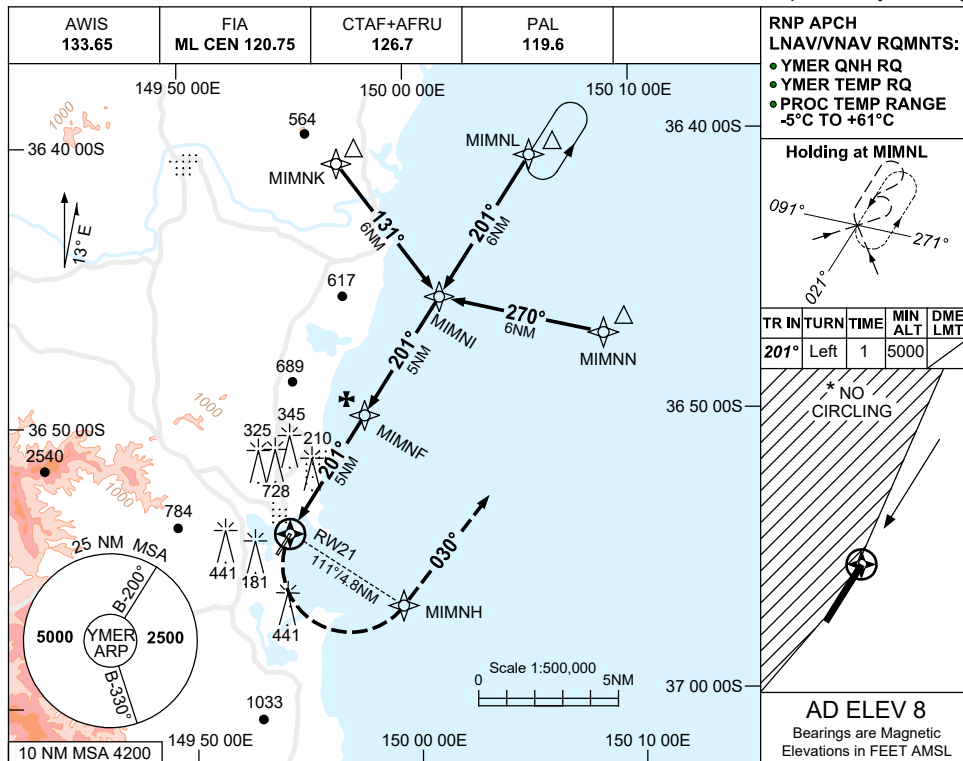 AWIS
133.65
FIA
ML CEN 120.75
CTAF+AFRU
126.7
PAL
119.6
RNP APCH
LNAV/VNAV RQMNTS:
YMER QNH RQ
YMER TEMP RQ
PROC TEMP RANGE
-5°C TO +61°C
149 50 00E
150 00 00E
150 10 00E
1000
564
MIMNL
36 40 00S
36 40 00S
MIMNK
Holding at MIMNL
091°
271°
021°
13° E
131°
6NM
201°
6NM
617
270°
6NM
MIMNI
MIMNN
TR IN
TURN
TIME
MIN
ALT
DME
LMT
201°
Left
1
5000
201°
5NM
689
* NO
CIRCLING
1000
345
36 50 00S
325
210
MIMNF
36 50 00S
2540
1000
728
201°
5NM
784
RW21
030°
111°/4.8NM
441
181
25 NM MSA
B-200°
MIMNH
441
5000
YMER
ARP
2500
B-330°
Scale 1:500,000
0
5NM
37 00 00S
1033
AD ELEV 8
Bearings are Magnetic
Elevations in FEET AMSL
10 NM MSA 4200
149 50 00E
150 00 00E
150 10 00E